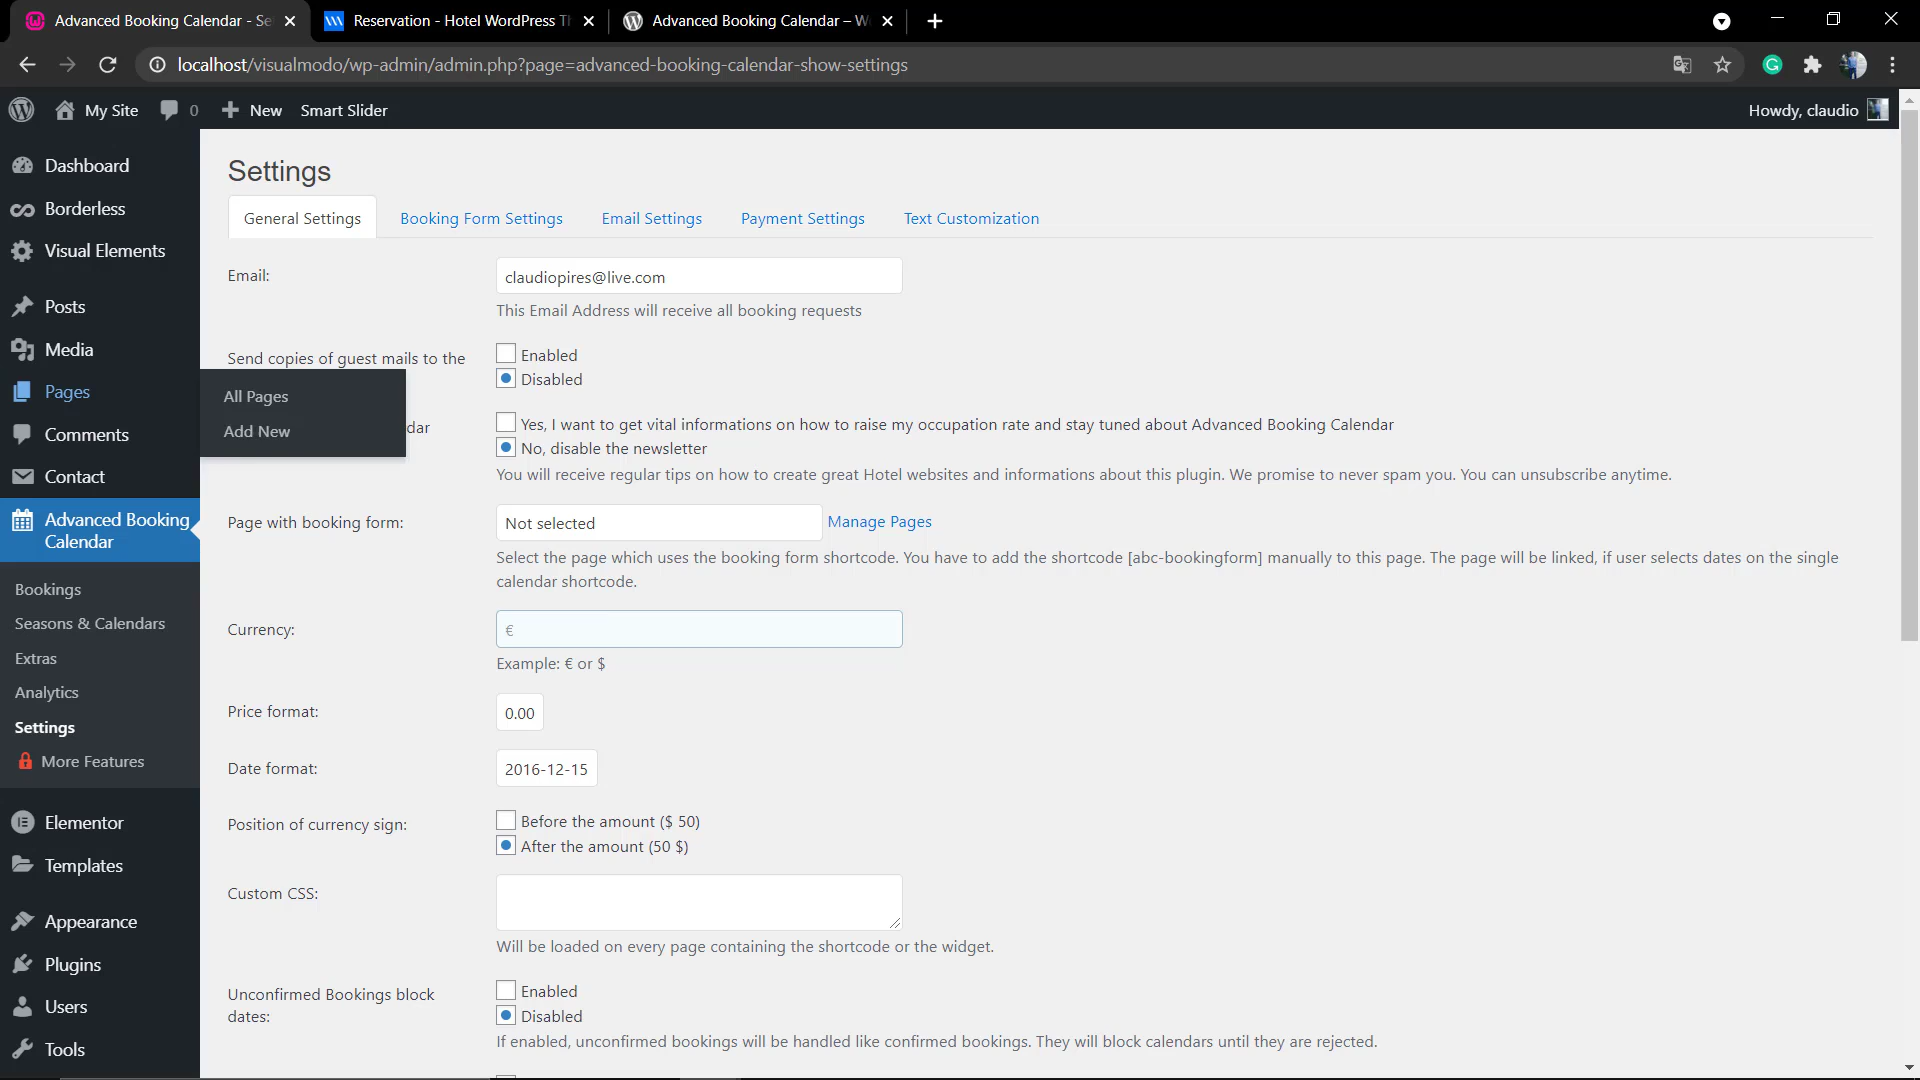 Advanced Booking Calendar - Se
Reservation - Hotel WordPress Th
Advanced Booking Calendar – W
localhost/visualmodo/wp-admin/admin.php?page=advanced-booking-calendar-show-settings
My Site
0
New
Smart Slider
Howdy, claudio
Dashboard
Borderless
Visual Elements
Posts
Media
Pages
Comments
Contact
Advanced Booking
Calendar
Bookings
Seasons & Calendars
Extras
Analytics
Settings
More Features
Elementor
Templates
Appearance
Plugins
Users
Tools
All Pages
Add New
Settings
General Settings
Booking Form Settings
Email Settings
Payment Settings
Text Customization
Email:
claudiopires@live.com
This Email Address will receive all booking requests
Send copies of guest mails to the
Enabled
Disabled
dar
Yes, I want to get vital informations on how to raise my occupation rate and stay tuned about Advanced Booking Calendar
No, disable the newsletter
You will receive regular tips on how to create great Hotel websites and informations about this plugin. We promise to never spam you. You can unsubscribe anytime.
Page with booking form:
Not selected
Manage Pages
Select the page which uses the booking form shortcode. You have to add the shortcode [abc-bookingform] manually to this page. The page will be linked, if user selects dates on the single
calendar shortcode.
Currency:
€
Example: € or $
Price format:
0.00
Date format:
2016-12-15
Position of currency sign:
Before the amount ($ 50)
After the amount (50 $)
Custom CSS:
Will be loaded on every page containing the shortcode or the widget.
Unconfirmed Bookings block
dates:
Enabled
Disabled
If enabled, unconfirmed bookings will be handled like confirmed bookings. They will block calendars until they are rejected.